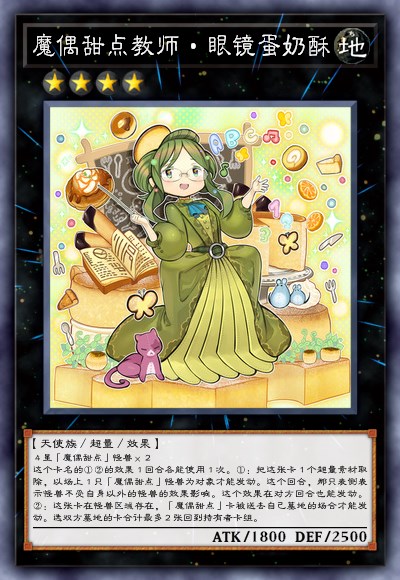 魔偶甜点教师·眼镜蛋奶酥
地
ABC
【天使族／超量／效果】
4星「魔偶甜点」怪兽×2
这个卡名的①②的效果1回合各能使用1次。①：把这张卡1个超量素材取
除，以场上1只「魔偶甜点」怪兽为对象才能发动。这个回合，那只表侧表
示怪兽不受自身以外的怪兽的效果影响。这个效果在对方回合也能发动。
②：这张卡在怪兽区域存在，「魔偶甜点」卡被送去自己墓地的场合才能发
动。选双方墓地的卡合计最多2张回到持有者卡组。
ATK/1800 DEF/2500